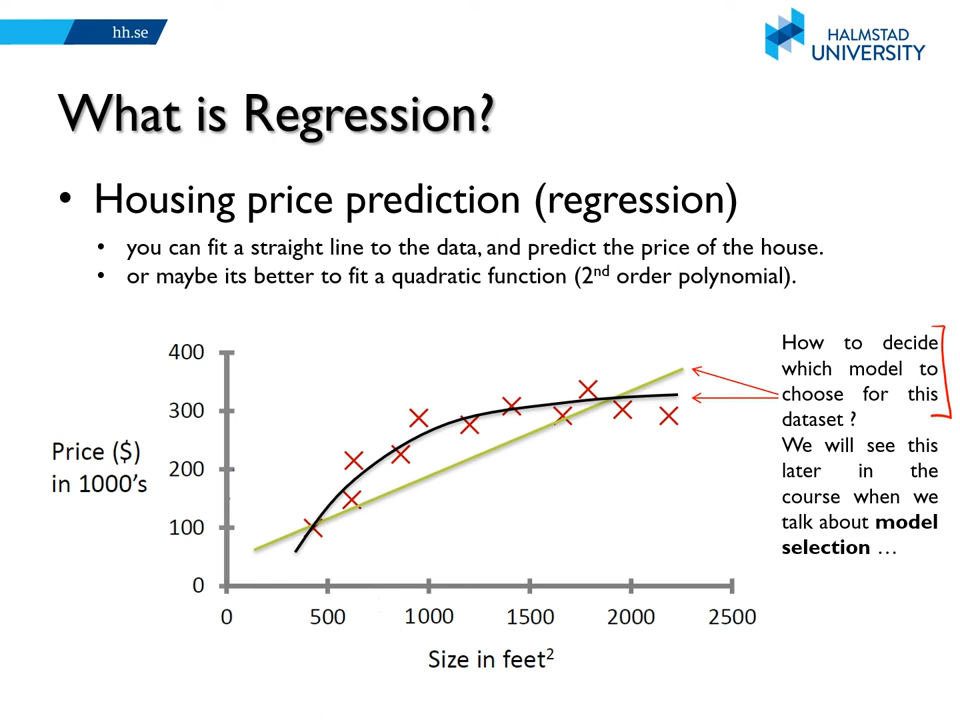 hh.se
HALMSTAD
UNIVERSITY
What is Regression?
• Housing price prediction (regression)
• you can fit a straight line to the data, and predict the price of the house.
• or maybe its better to fit a quadratic function (2nd order polynomial).
How to decide
which model to
choose for this
dataset ?
We will see this
later in the
course when we
talk about model
selection …
400
300
200
100
0
Price ($)
in 1000's
0 500 1000 1500 2000 2500
Size in feet²